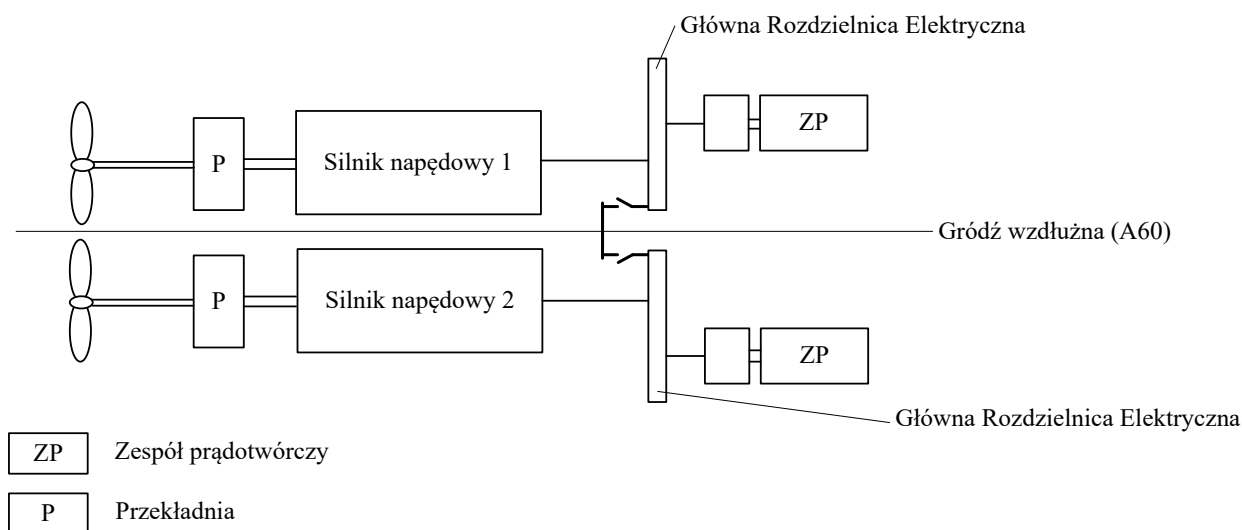 Główna Rozdzielnica Elektryczna
ZP
P
Silnik napędowy 1
Gródź wzdłużna (A60)
P
Silnik napędowy 2
ZP
Główna Rozdzielnica Elektryczna
ZP Zespół prądotwórczy
P Przekładnia